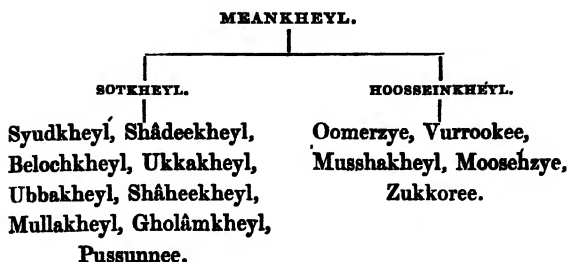 MEANKHEYL.
SOTKHEYL.
Syudkheyl, Shâdeekheyl,
Belochkheyl, Ukkakheyl,
Ubbakheyl, Shâheekheyl,
Mullakheyl, Gholâmkheyl,
Pussunnee.
HOOSSEINKHEYL.
Oomerzye, Vurrookee,
Musshakheyl, Moosehzye,
Zukkoree.